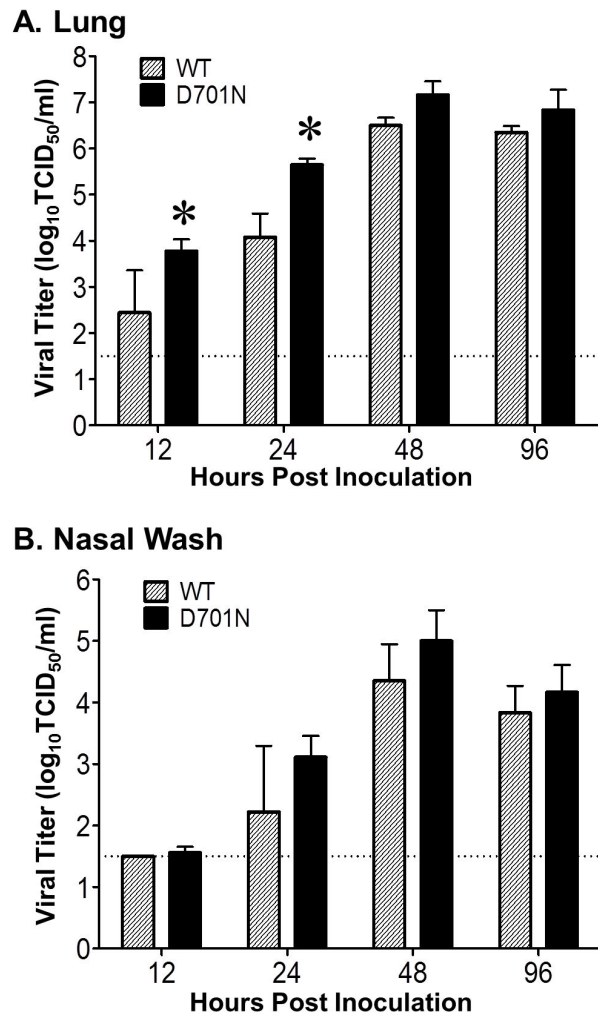 A. Lung
WT
D701N
Viral Titer (log₁₀TCID₅₀/ml)
8
7
6
5
4
3
2
1
0
*
*
12 24 48 96
Hours Post Inoculation
B. Nasal Wash
WT
D701N
Viral Titer (log₁₀TCID₅₀/ml)
6
5
4
3
2
1
0
12 24 48 96
Hours Post Inoculation